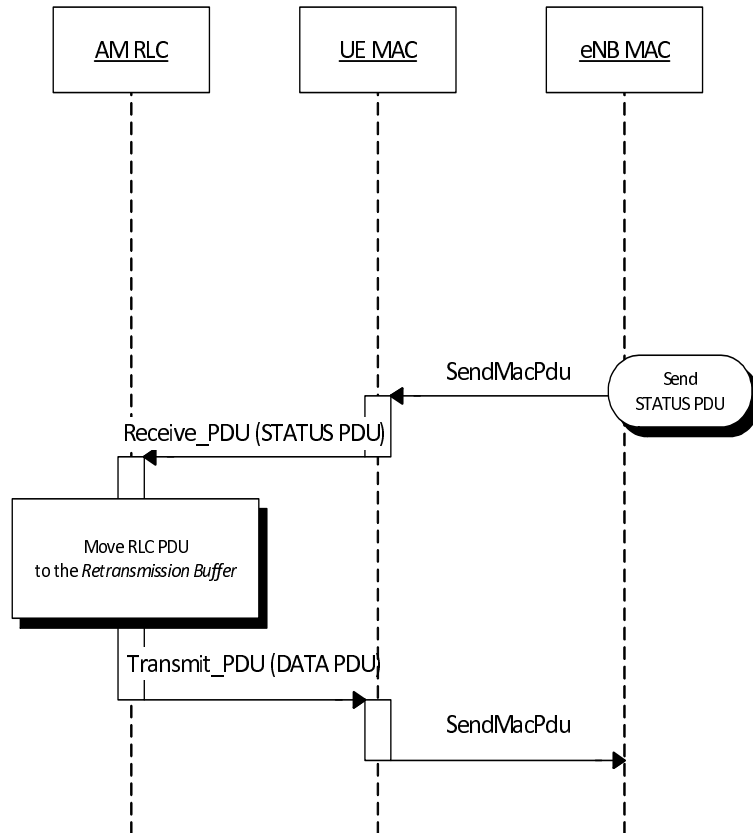 AM RLC
UE MAC
eNB MAC
SendMacPdu
Send
STATUS PDU
Receive_PDU (STATUS PDU)
Move RLC PDU
to the Retransmission Buffer
Transmit_PDU (DATA PDU)
SendMacPdu